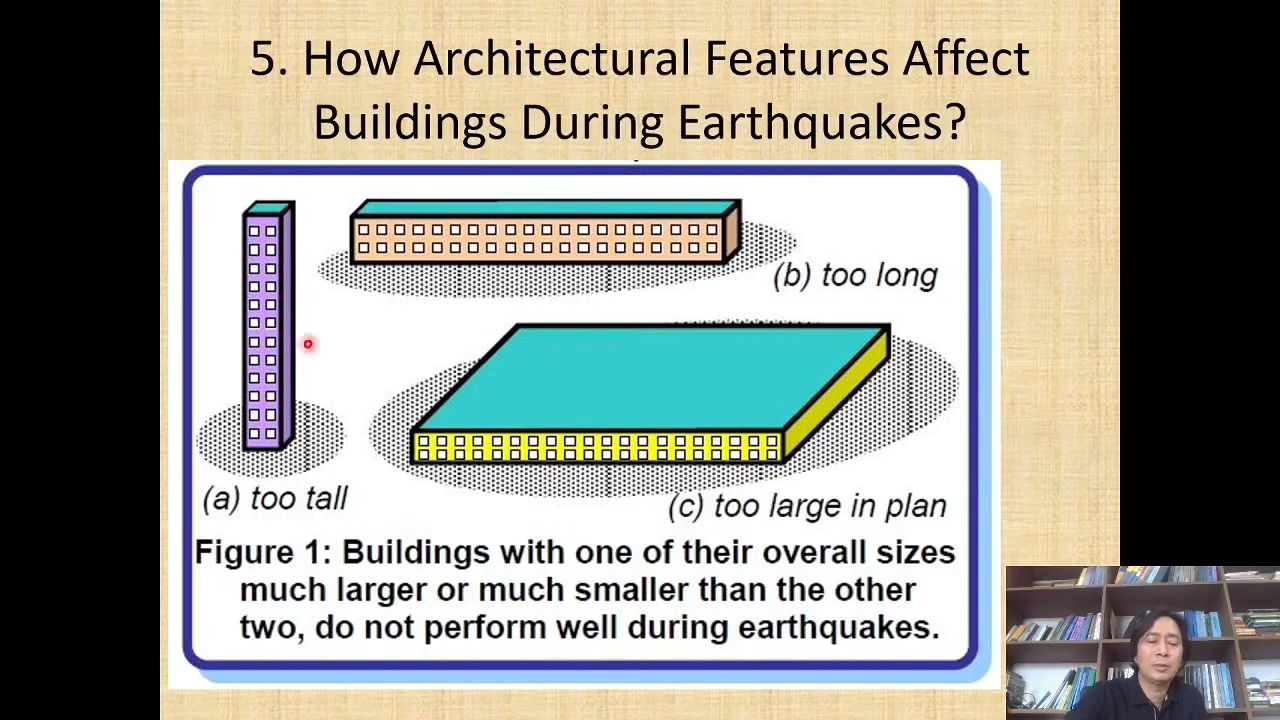 5. How Architectural Features Affect
Buildings During Earthquakes?
(b) too long
(a) too tall
(c) too large in plan
Figure 1: Buildings with one of their overall sizes
much larger or much smaller than the other
two, do not perform well during earthquakes.